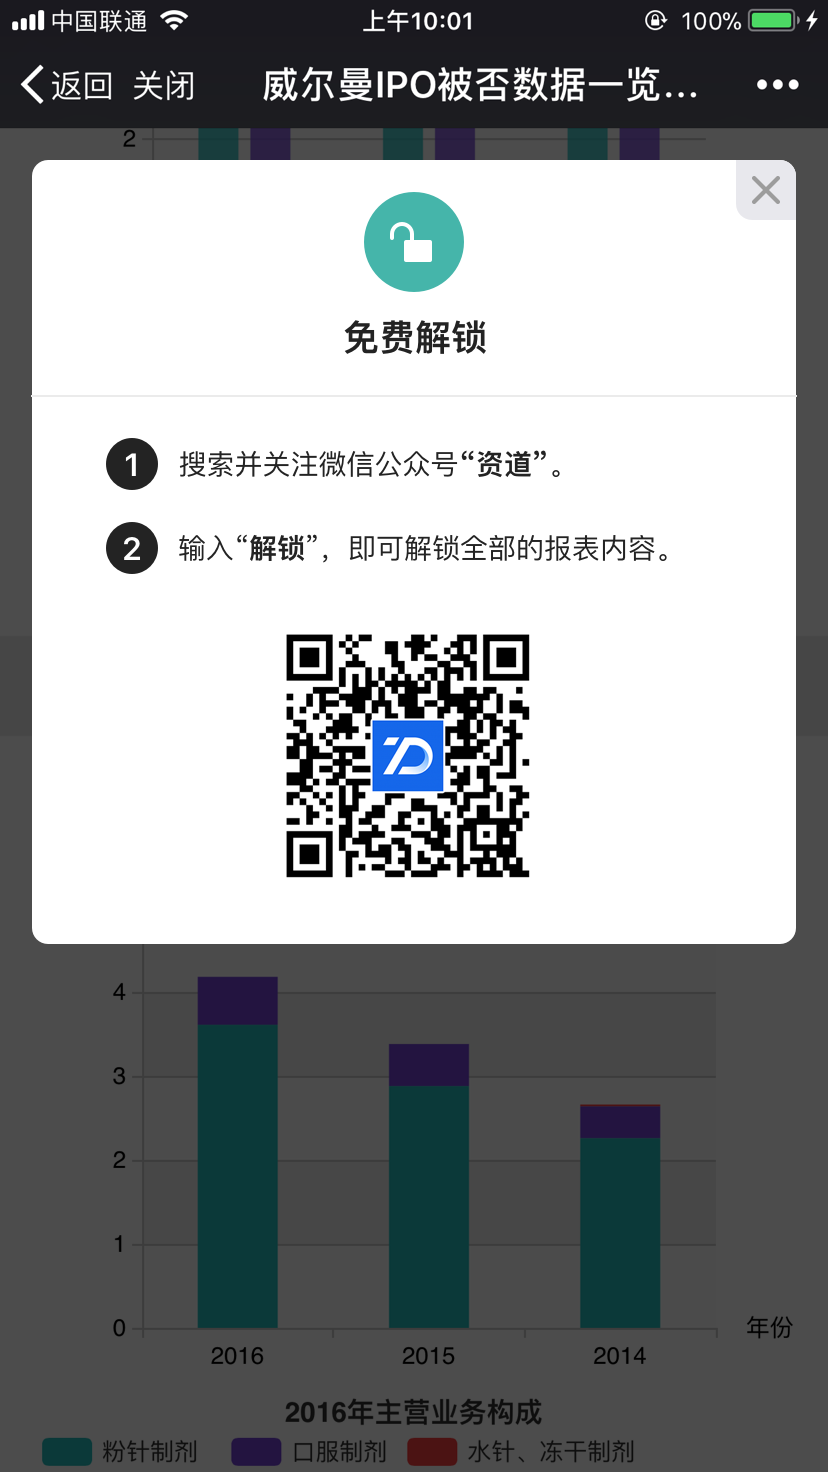 中国联通 上午10:01 100%
返回 关闭 威尔曼IPO被否数据一览...
2
免费解锁
1 搜索并关注微信公众号“资道”。
2 输入“解锁”，即可解锁全部的报表内容。
4
3
2
1
0
年份
2016 2015 2014
2016年主营业务构成
粉针制剂 口服制剂 水针、冻干制剂